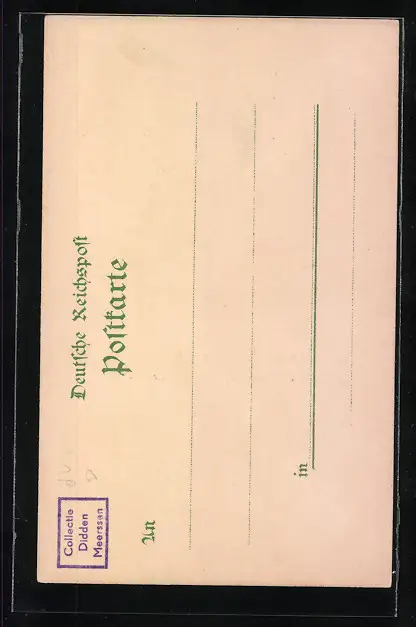 Deutsche Reichspost
Postkarte
An
in
Collectie
Didden
Meerssen